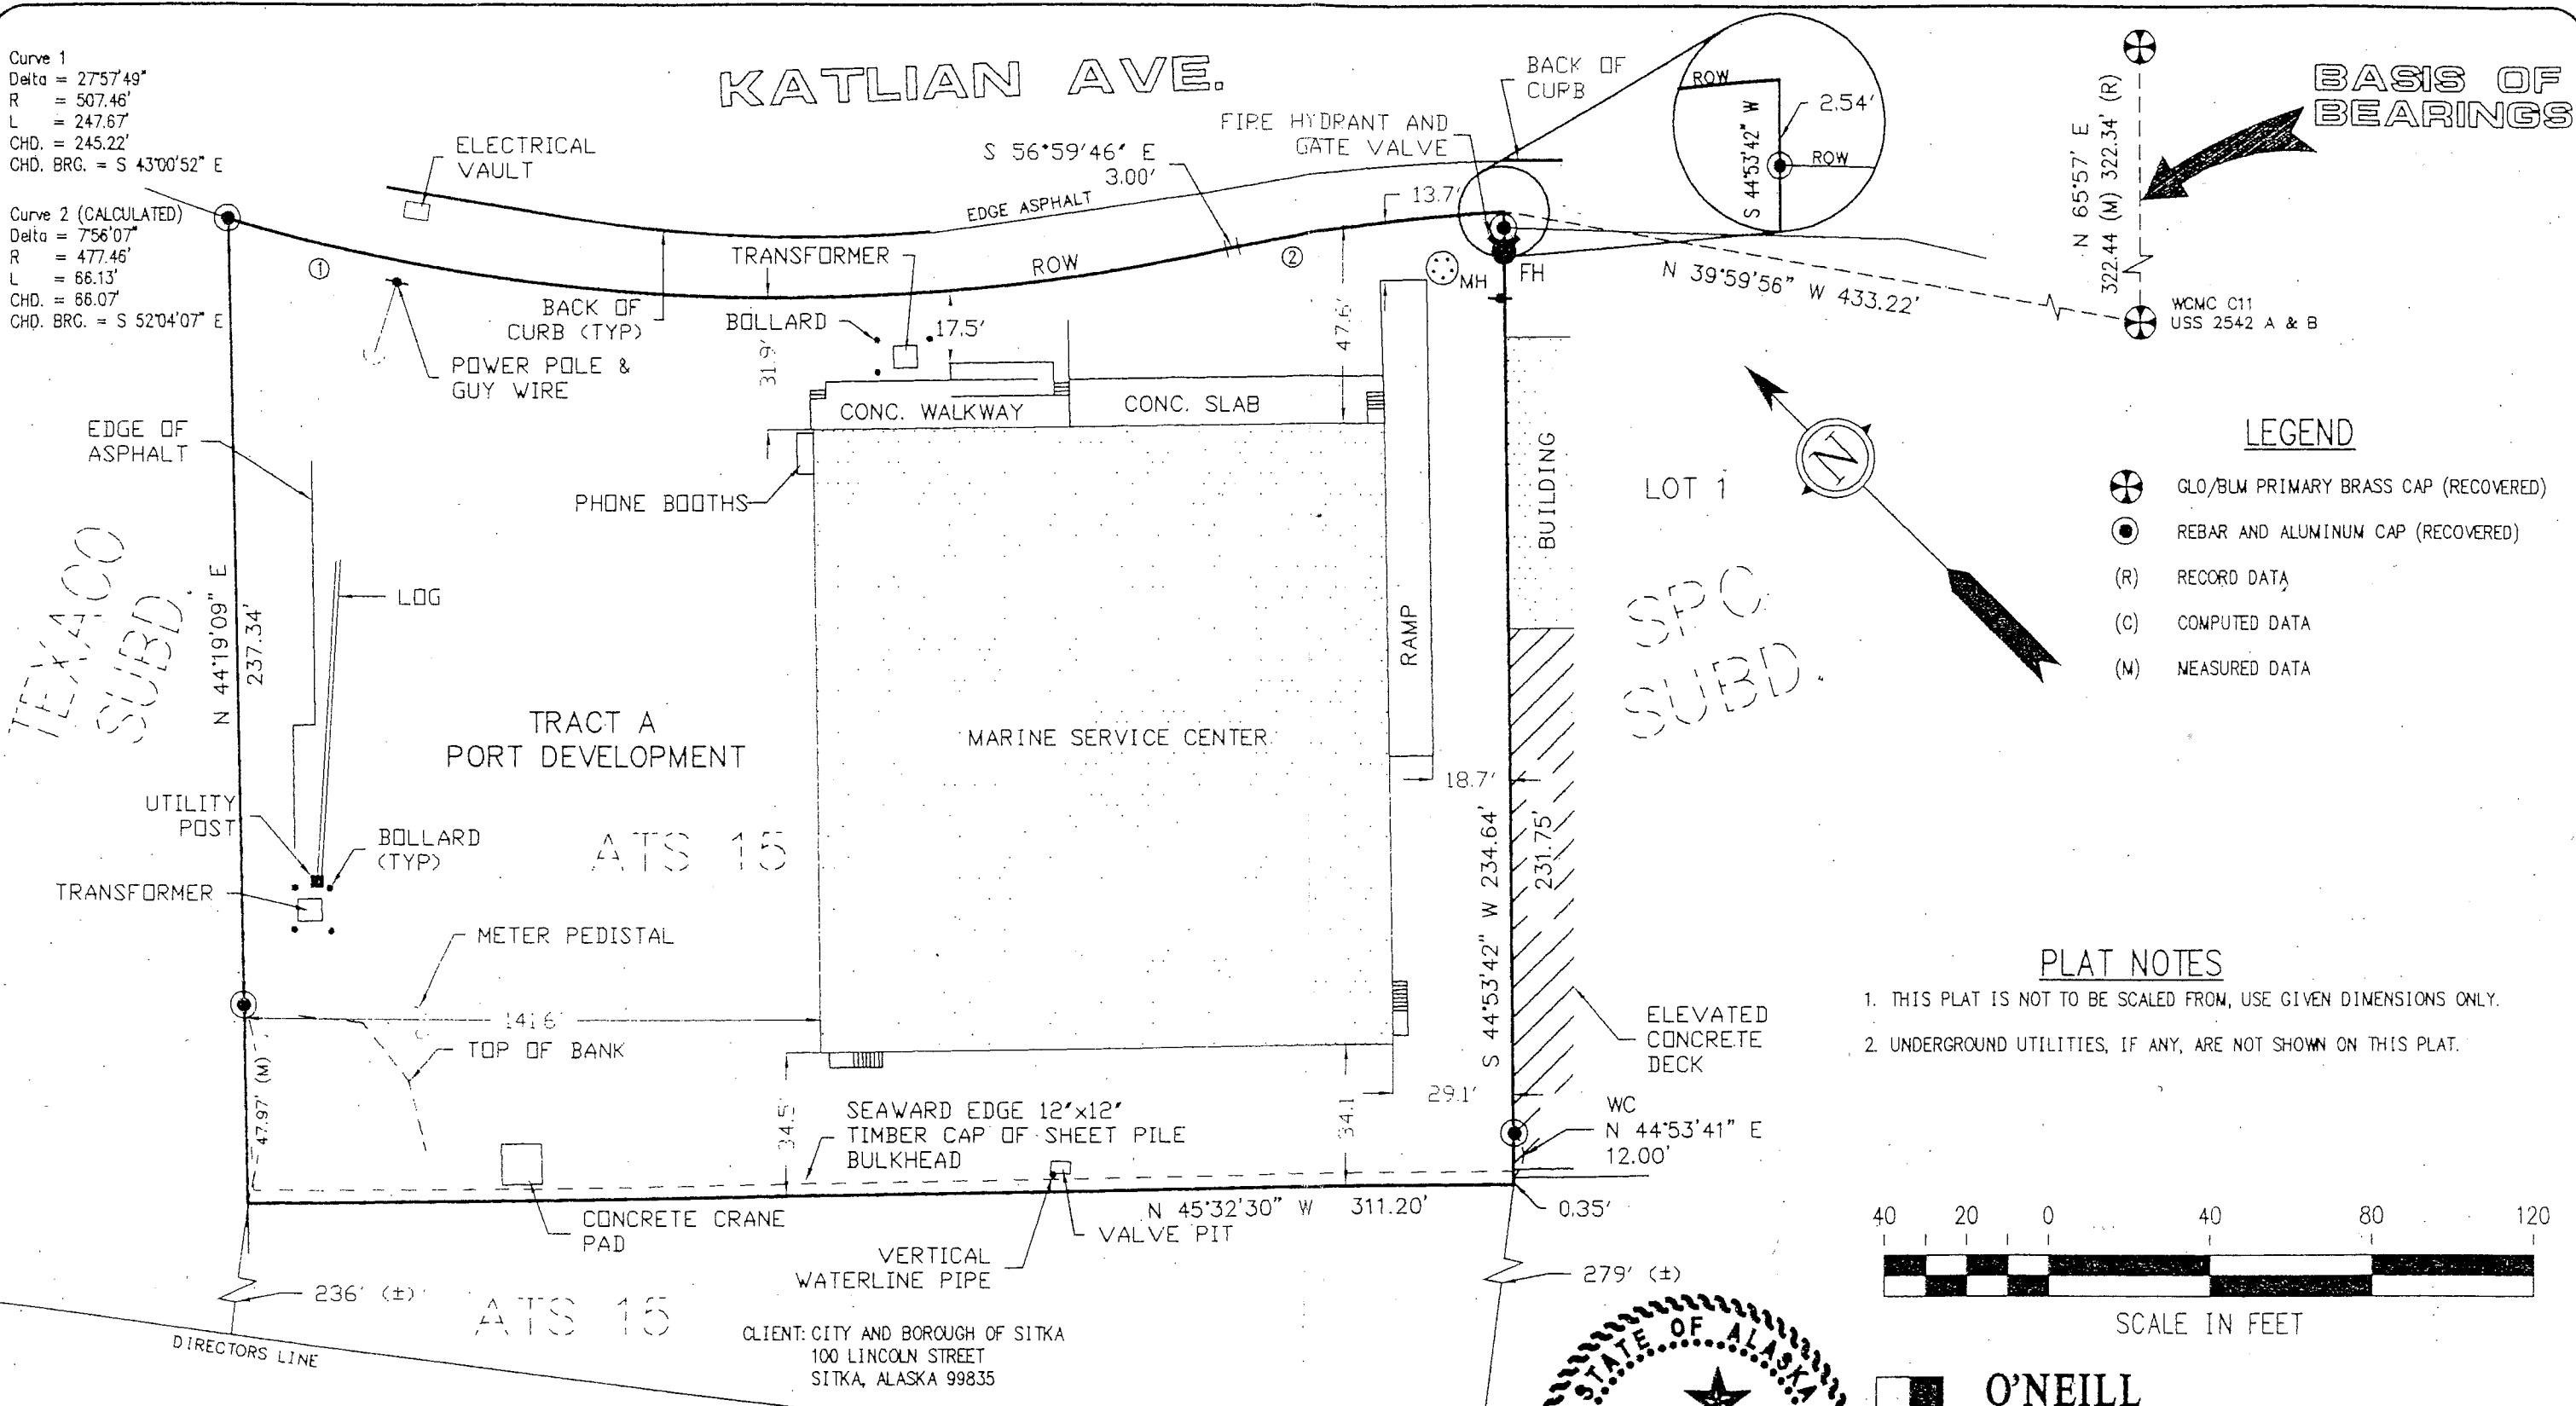 Curve 1
Delta = 27°57'49"
R = 507.46'
L = 247.67'
CHD. = 245.22'
CHD. BRG. = S 43°00'52" E
Curve 2 (CALCULATED)
Delta = 7°56'07"
R = 477.46'
L = 66.13'
CHD. = 66.07'
CHD. BRG. = S 52°04'07" E
KATLIAN AVE.
ELECTRICAL
VAULT
S 56°59'46" E
3.00'
FIRE HYDRANT AND
GATE VALVE
BACK OF
CURB
ROW
S 44°53'42" W
2.54'
ROW
N 65°57' E
322.44 (M) 322.34' (R)
BASIS OF
BEARINGS
WCMC C11
USS 2542 A & B
EDGE ASPHALT
13.7'
TRANSFORMER
ROW
1
2
MH
FH
N 39°59'56" W 433.22'
BACK OF
CURB (TYP)
BOLLARD
17.5'
31.9'
47.6'
POWER POLE &
GUY WIRE
CONC. WALKWAY
CONC. SLAB
EDGE OF
ASPHALT
PHONE BOOTHS
BUILDING
LOT 1
N
LEGEND
GLO/BLM PRIMARY BRASS CAP (RECOVERED)
REBAR AND ALUMINUM CAP (RECOVERED)
(R) RECORD DATA
(C) COMPUTED DATA
(M) MEASURED DATA
TEXACO
SUBD.
N 44°19'09" E
237.34'
LOG
RAMP
SPC
SUBD.
TRACT A
PORT DEVELOPMENT
MARINE SERVICE CENTER
18.7'
UTILITY
POST
BOLLARD
(TYP)
ATS 15
S 44°53'42" W 234.64'
231.75'
TRANSFORMER
METER PEDISTAL
141.6'
TOP OF BANK
47.97' (M)
34.5'
34.1
29.1'
ELEVATED
CONCRETE
DECK
PLAT NOTES
1. THIS PLAT IS NOT TO BE SCALED FROM, USE GIVEN DIMENSIONS ONLY.
2. UNDERGROUND UTILITIES, IF ANY, ARE NOT SHOWN ON THIS PLAT.
SEAWARD EDGE 12"x12"
TIMBER CAP OF SHEET PILE
BULKHEAD
WC
N 44°53'41" E
12.00'
N 45°32'30" W 311.20'
0.35'
CONCRETE CRANE
PAD
VALVE PIT
VERTICAL
WATERLINE PIPE
236' (±)
279' (±)
ATS 15
DIRECTORS LINE
CLIENT: CITY AND BOROUGH OF SITKA
100 LINCOLN STREET
SITKA, ALASKA 99835
40 20 0 40 80 120
SCALE IN FEET
STATE OF ALASKA
O'NEILL